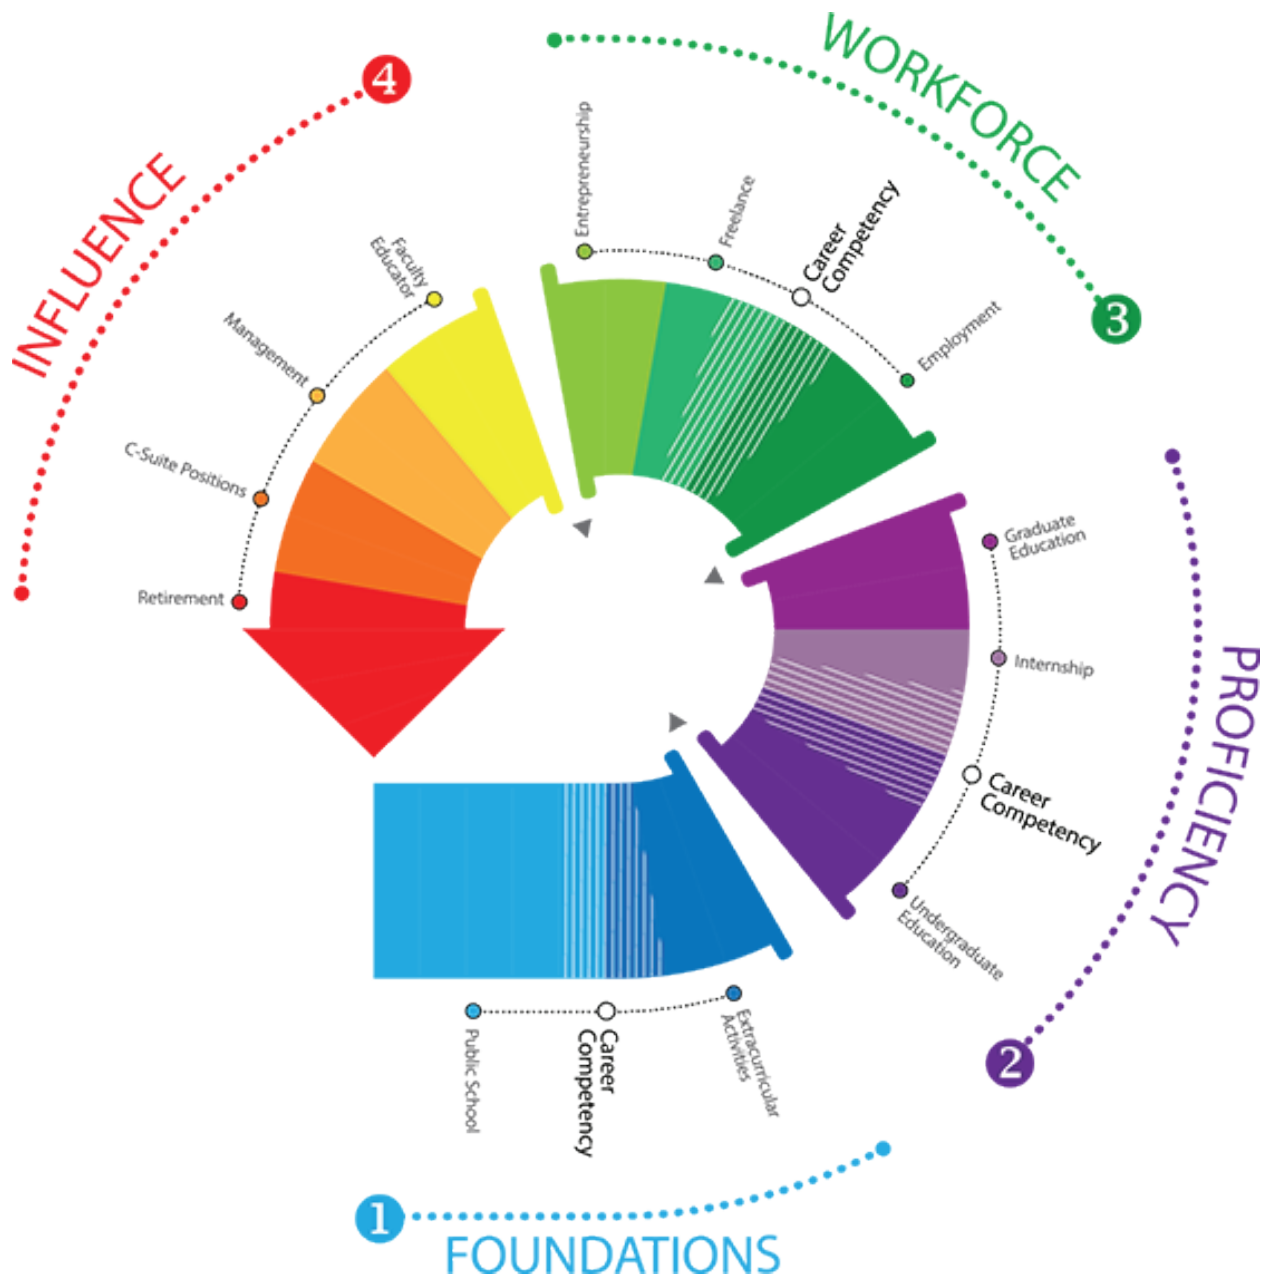 1
FOUNDATIONS
Public School
Career
Competency
Extracurricular
Activities
2
PROFICIENCY
Undergraduate
Education
Career
Competency
Internship
Graduate
Education
3
WORKFORCE
Employment
Career
Competency
Freelance
Entrepreneurship
4
INFLUENCE
Faculty
Educator
Management
C-Suite Positions
Retirement